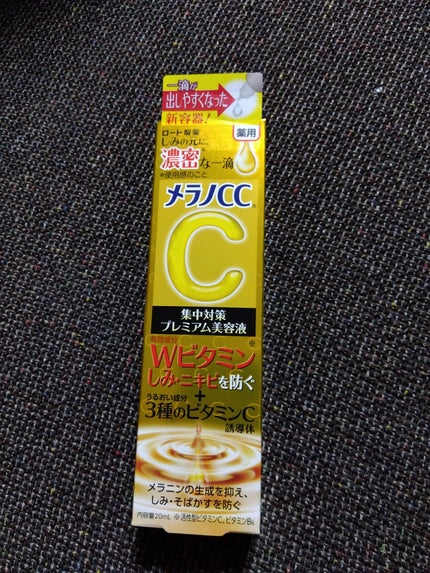 一滴が
出しやすくなった
新容器!
ロート製薬
薬用
しみの元に、
濃密な一滴
※使用感のこと
メラノCC
C
集中対策
プレミアム美容液
有効成分
Wビタミン※
しみ・ニキビを防ぐ
+
うるおい成分
3種のビタミンC
誘導体
メラニンの生成を抑え、
しみ・そばかすを防ぐ
内容量20mL ※活性型ビタミンC、ビタミンB6